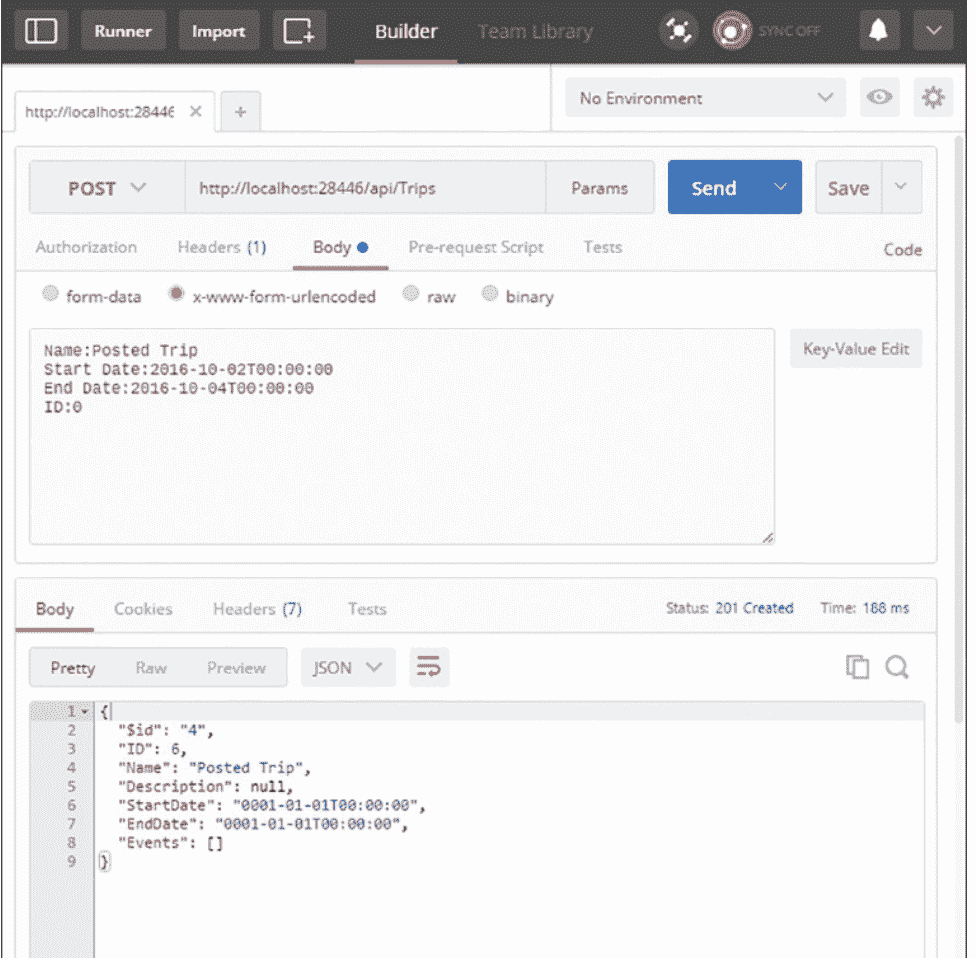 Runner Import Builder Team Library SYNC OFF
http://localhost:28446 No Environment
POST http://localhost:28446/api/Trips Params Send Save
Authorization Headers (1) Body Pre-request Script Tests Code
form-data x-www-form-urlencoded raw binary
Name:Posted Trip Key-Value Edit
Start Date:2016-10-02T00:00:00
End Date:2016-10-04T00:00:00
ID:0
Body Cookies Headers (7) Tests Status: 201 Created Time: 188 ms
Pretty Raw Preview JSON
1 {
2 "$id": "4",
3 "ID": 6,
4 "Name": "Posted Trip",
5 "Description": null,
6 "StartDate": "0001-01-01T00:00:00",
7 "EndDate": "0001-01-01T00:00:00",
8 "Events": []
9 }